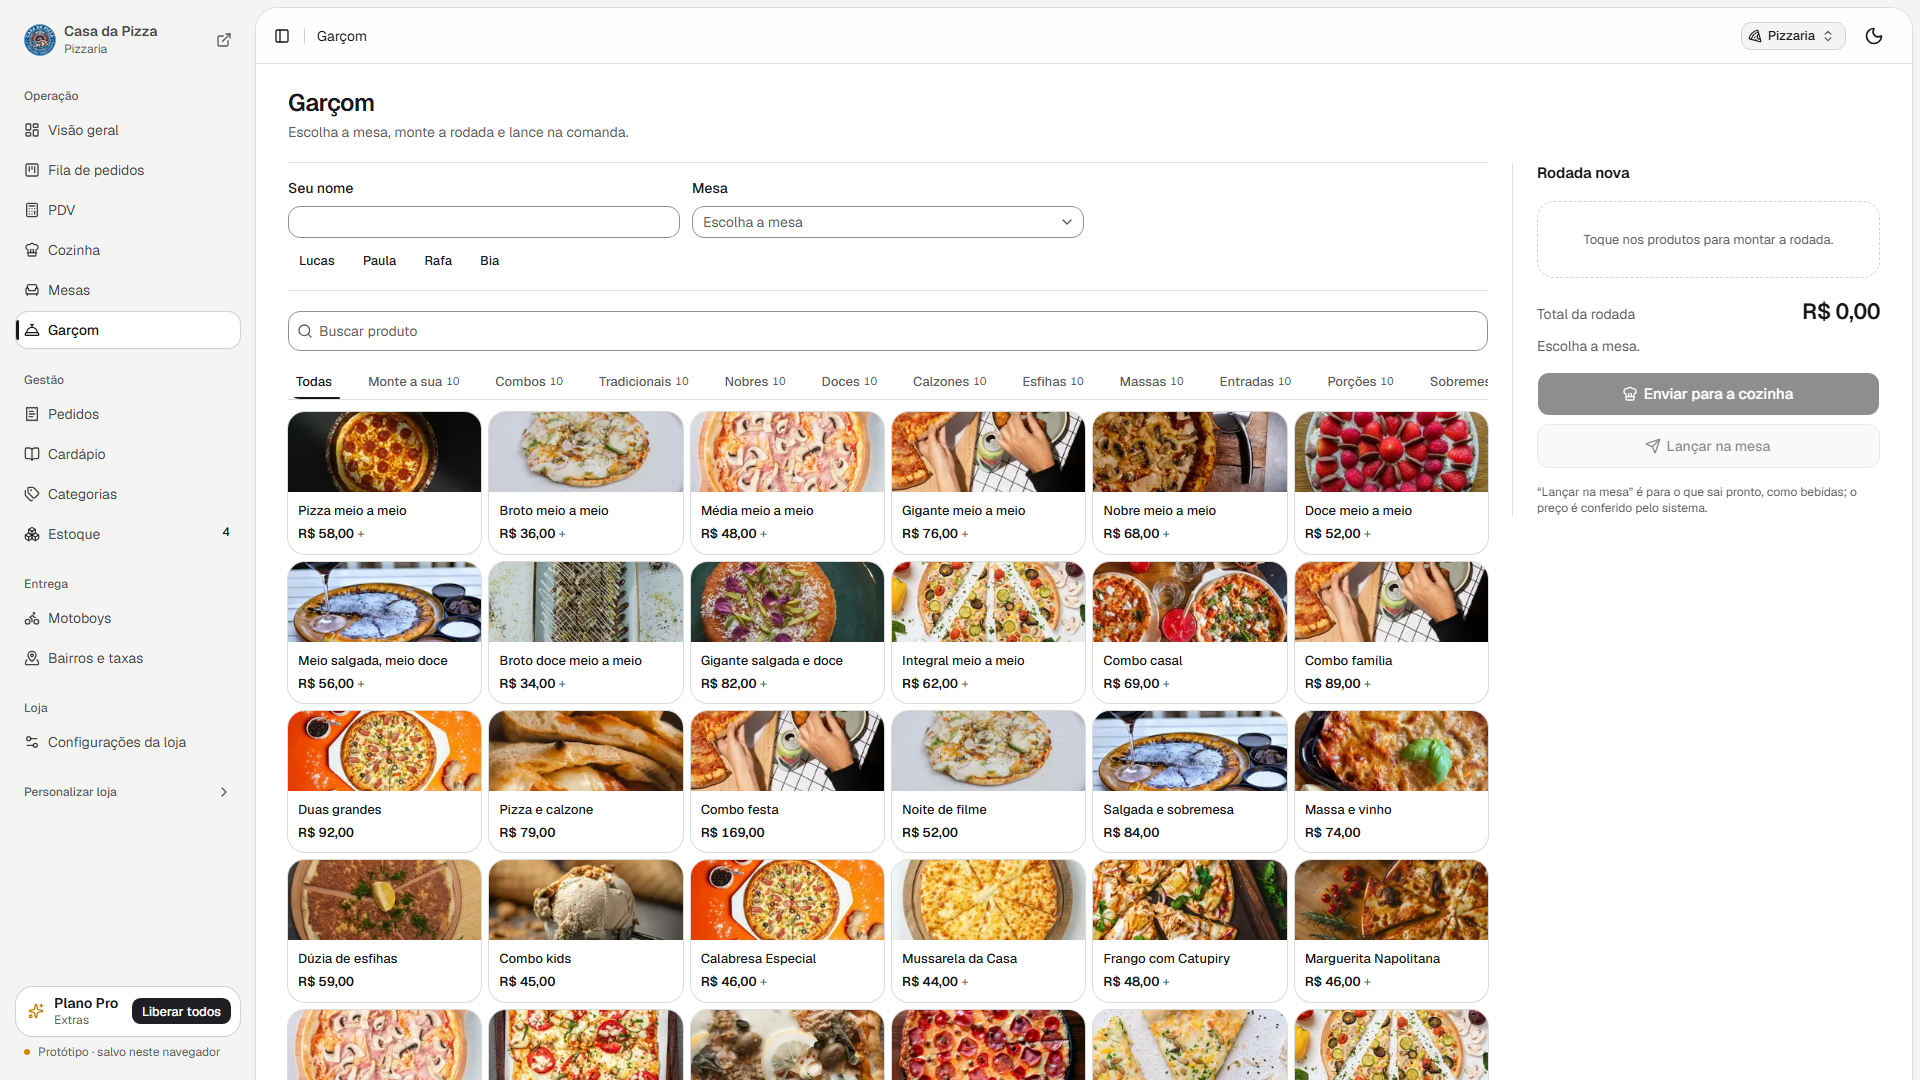 Casa da Pizza
Pizzaria
Operação
Visão geral
Fila de pedidos
PDV
Cozinha
Mesas
Garçom
Gestão
Pedidos
Cardápio
Categorias
Estoque 4
Entrega
Motoboys
Bairros e taxas
Loja
Configurações da loja
Personalizar loja
Plano Pro
Extras
Liberar todos
Protótipo · salvo neste navegador
Garçom
Pizzaria
Garçom
Escolha a mesa, monte a rodada e lance na comanda.
Seu nome
Mesa
Escolha a mesa
Lucas Paula Rafa Bia
Buscar produto
Todas Monte a sua 10 Combos 10 Tradicionais 10 Nobres 10 Doces 10 Calzones 10 Esfihas 10 Massas 10 Entradas 10 Porções 10 Sobremes
Pizza meio a meio
R$ 58,00 +
Broto meio a meio
R$ 36,00 +
Média meio a meio
R$ 48,00 +
Gigante meio a meio
R$ 76,00 +
Nobre meio a meio
R$ 68,00 +
Doce meio a meio
R$ 52,00 +
Meio salgada, meio doce
R$ 56,00 +
Broto doce meio a meio
R$ 34,00 +
Gigante salgada e doce
R$ 82,00 +
Integral meio a meio
R$ 62,00 +
Combo casal
R$ 69,00 +
Combo família
R$ 89,00 +
Duas grandes
R$ 92,00
Pizza e calzone
R$ 79,00
Combo festa
R$ 169,00
Noite de filme
R$ 52,00
Salgada e sobremesa
R$ 84,00
Massa e vinho
R$ 74,00
Dúzia de esfihas
R$ 59,00
Combo kids
R$ 45,00
Calabresa Especial
R$ 46,00 +
Mussarela da Casa
R$ 44,00 +
Frango com Catupiry
R$ 48,00 +
Marguerita Napolitana
R$ 46,00 +
Rodada nova
Toque nos produtos para montar a rodada.
Total da rodada R$ 0,00
Escolha a mesa.
Enviar para a cozinha
Lançar na mesa
“Lançar na mesa” é para o que sai pronto, como bebidas; o
preço é conferido pelo sistema.